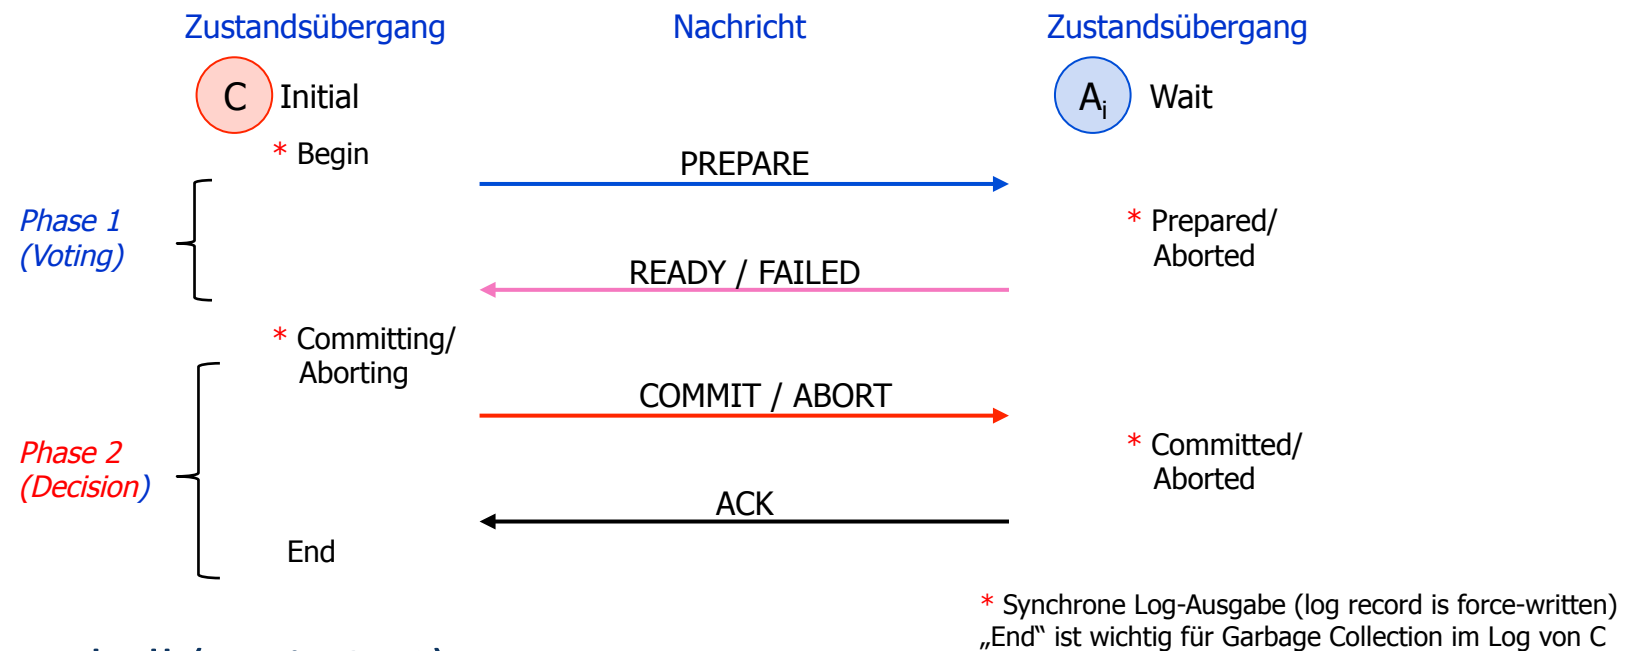 Zustandsübergang Nachricht Zustandsübergang
C Initial Ai Wait
* Begin
PREPARE
Phase 1
(Voting)
* Prepared/
Aborted
READY / FAILED
* Committing/
Aborting
COMMIT / ABORT
Phase 2
(Decision)
* Committed/
Aborted
ACK
End
* Synchrone Log-Ausgabe (log record is force-written)
„End“ ist wichtig für Garbage Collection im Log von C